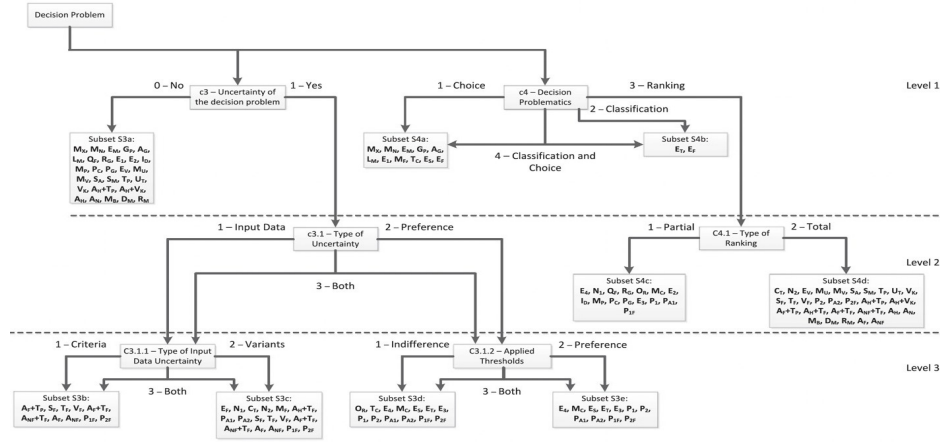 Decision Problem
0 – No
c3 – Uncertainty of
the decision problem
1 – Yes
1 – Choice
c4 – Decision
Problematics
3 – Ranking
2 – Classification
Level 1
Subset S3a:
MX, MN, EM, GP, AG,
LM, QF, RG, E1, E2, ID,
MP, PC, PG, EV, MU,
MV, SA, SM, TP, UT,
VK, AH+TP, AH+VK,
AH, AN, MB, DM, RM
Subset S4a:
MX, MN, EM, GP, AG,
LM, E1, MF, TC, ES, EF
Subset S4b:
ET, EF
4 – Classification and
Choice
1 – Input Data
c3.1 – Type of
Uncertainty
2 – Preference
3 – Both
1 – Partial
C4.1 – Type of
Ranking
2 – Total
Level 2
Subset S4c:
E4, N1, QF, RG, OR, MC, E2,
ID, MP, PC, PG, E3, P1, PA1,
P1F
Subset S4d:
CT, N2, EV, MU, MV, SA, SM, TP, UT, VK,
SF, TF, VF, P2, PA2, P2F, AH+TP, AH+VK,
AF+TP, AH+TF, AF+TF, ANF+TF, AH, AN,
MB, DM, RM, AF, ANF
1 – Criteria
C3.1.1 – Type of Input
Data Uncertainty
2 – Variants
3 – Both
1 – Indifference
C3.1.2 – Applied
Thresholds
2 – Preference
3 – Both
Level 3
Subset S3b:
AF+TP, SF, TF, VF, AF+TF,
ANF+TF, AF, ANF, P1F, P2F
Subset S3c:
EF, N1, CT, N2, MF, AH+TF,
PA1, PA2, SF, TF, VF, AF+TF,
ANF+TF, AF, ANF, P1F, P2F
Subset S3d:
OR, TC, E4, MC, ES, ET, E3,
P1, P2, PA1, PA2, P1F, P2F
Subset S3e:
E4, MC, ES, ET, E3, P1, P2,
PA1, PA2, P1F, P2F